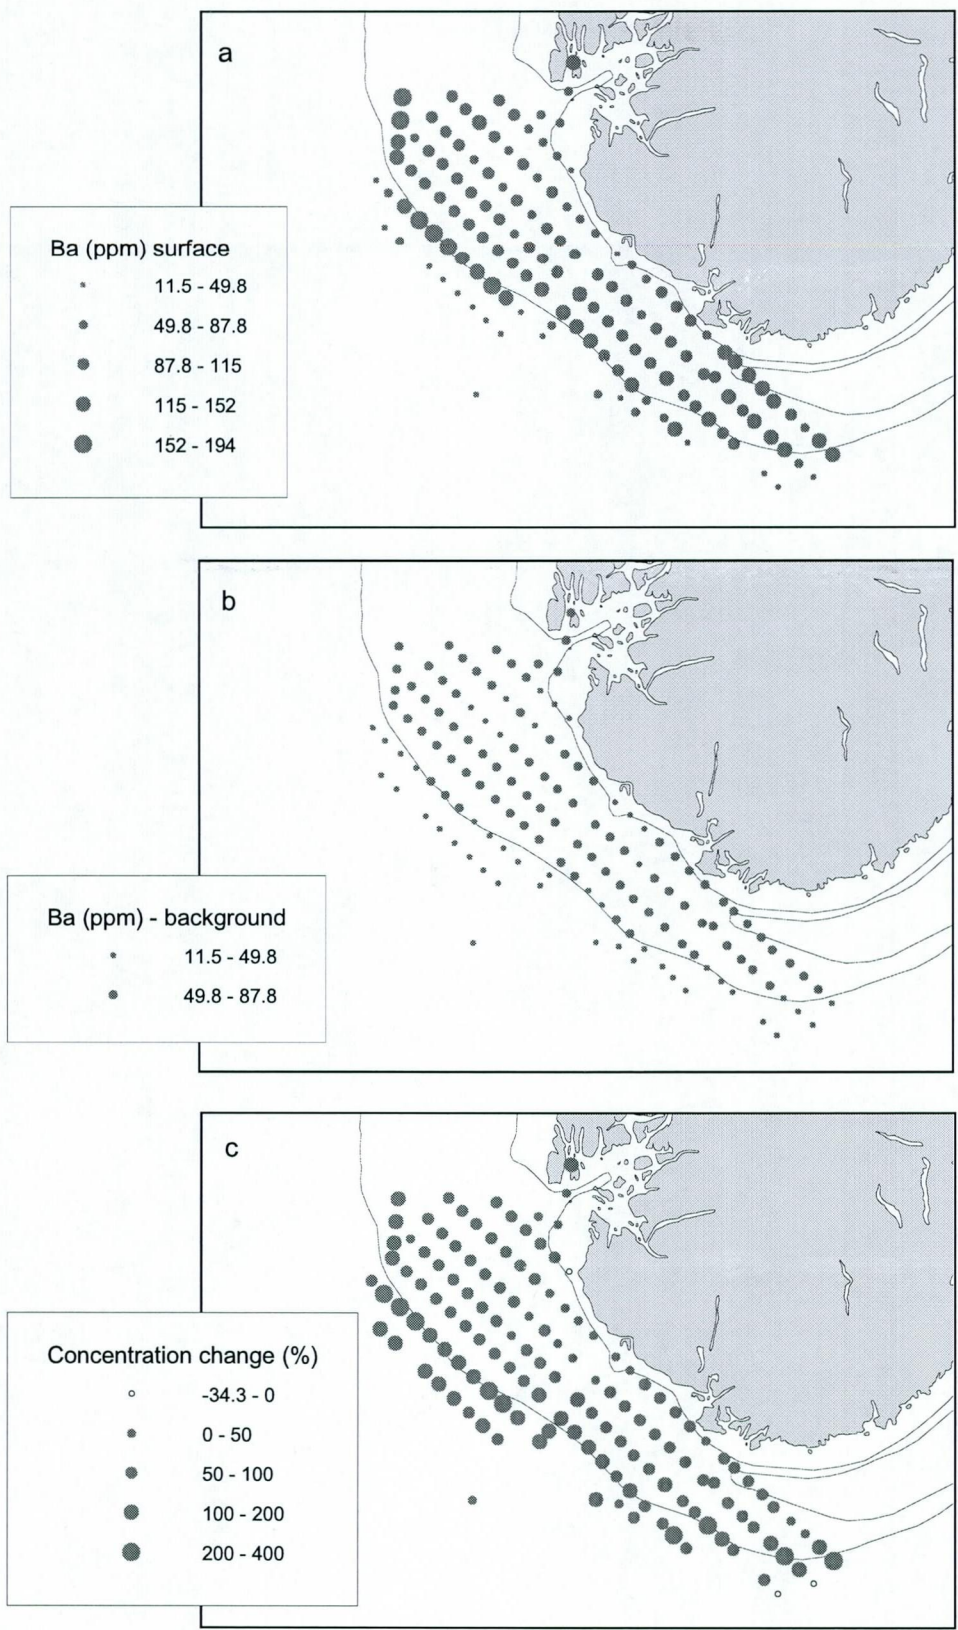 a
Ba (ppm) surface
11.5 - 49.8
49.8 - 87.8
87.8 - 115
115 - 152
152 - 194
b
Ba (ppm) - background
11.5 - 49.8
49.8 - 87.8
c
Concentration change (%)
-34.3 - 0
0 - 50
50 - 100
100 - 200
200 - 400